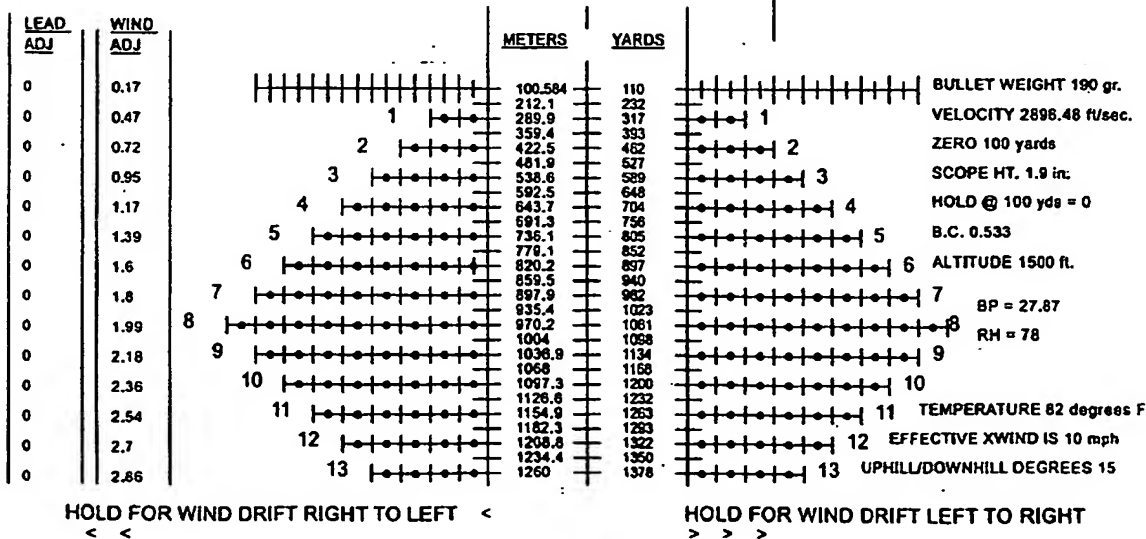 LEAD ADJ WIND ADJ METERS YARDS
0 0.17 100.584 110 BULLET WEIGHT 190 gr.
212.1 232
0 0.47 1 289.9 317 1 VELOCITY 2896.48 ft/sec.
359.4 393
0 0.72 2 422.5 462 2 ZERO 100 yards
481.9 527
0 0.95 3 538.6 589 3 SCOPE HT. 1.9 in:
592.5 648
0 1.17 4 643.7 704 4 HOLD @ 100 yds = 0
691.3 756
0 1.39 5 736.1 805 5 B.C. 0.533
779.1 852
0 1.6 6 820.2 897 6 ALTITUDE 1500 ft.
859.5 940
0 1.8 7 897.9 982 7 BP = 27.87
935.4 1023
0 1.99 8 970.2 1061 8 RH = 78
1004 1098
0 2.18 9 1036.9 1134 9
1068 1168
0 2.36 10 1097.3 1200 10
1126.6 1232
0 2.54 11 1154.9 1263 11 TEMPERATURE 82 degrees F
1182.3 1293
0 2.7 12 1208.8 1322 12 EFFECTIVE XWIND IS 10 mph
1234.4 1350
0 2.86 13 1260 1378 13 UPHILL/DOWNHILL DEGREES 15
HOLD FOR WIND DRIFT RIGHT TO LEFT < HOLD FOR WIND DRIFT LEFT TO RIGHT
< < > > >